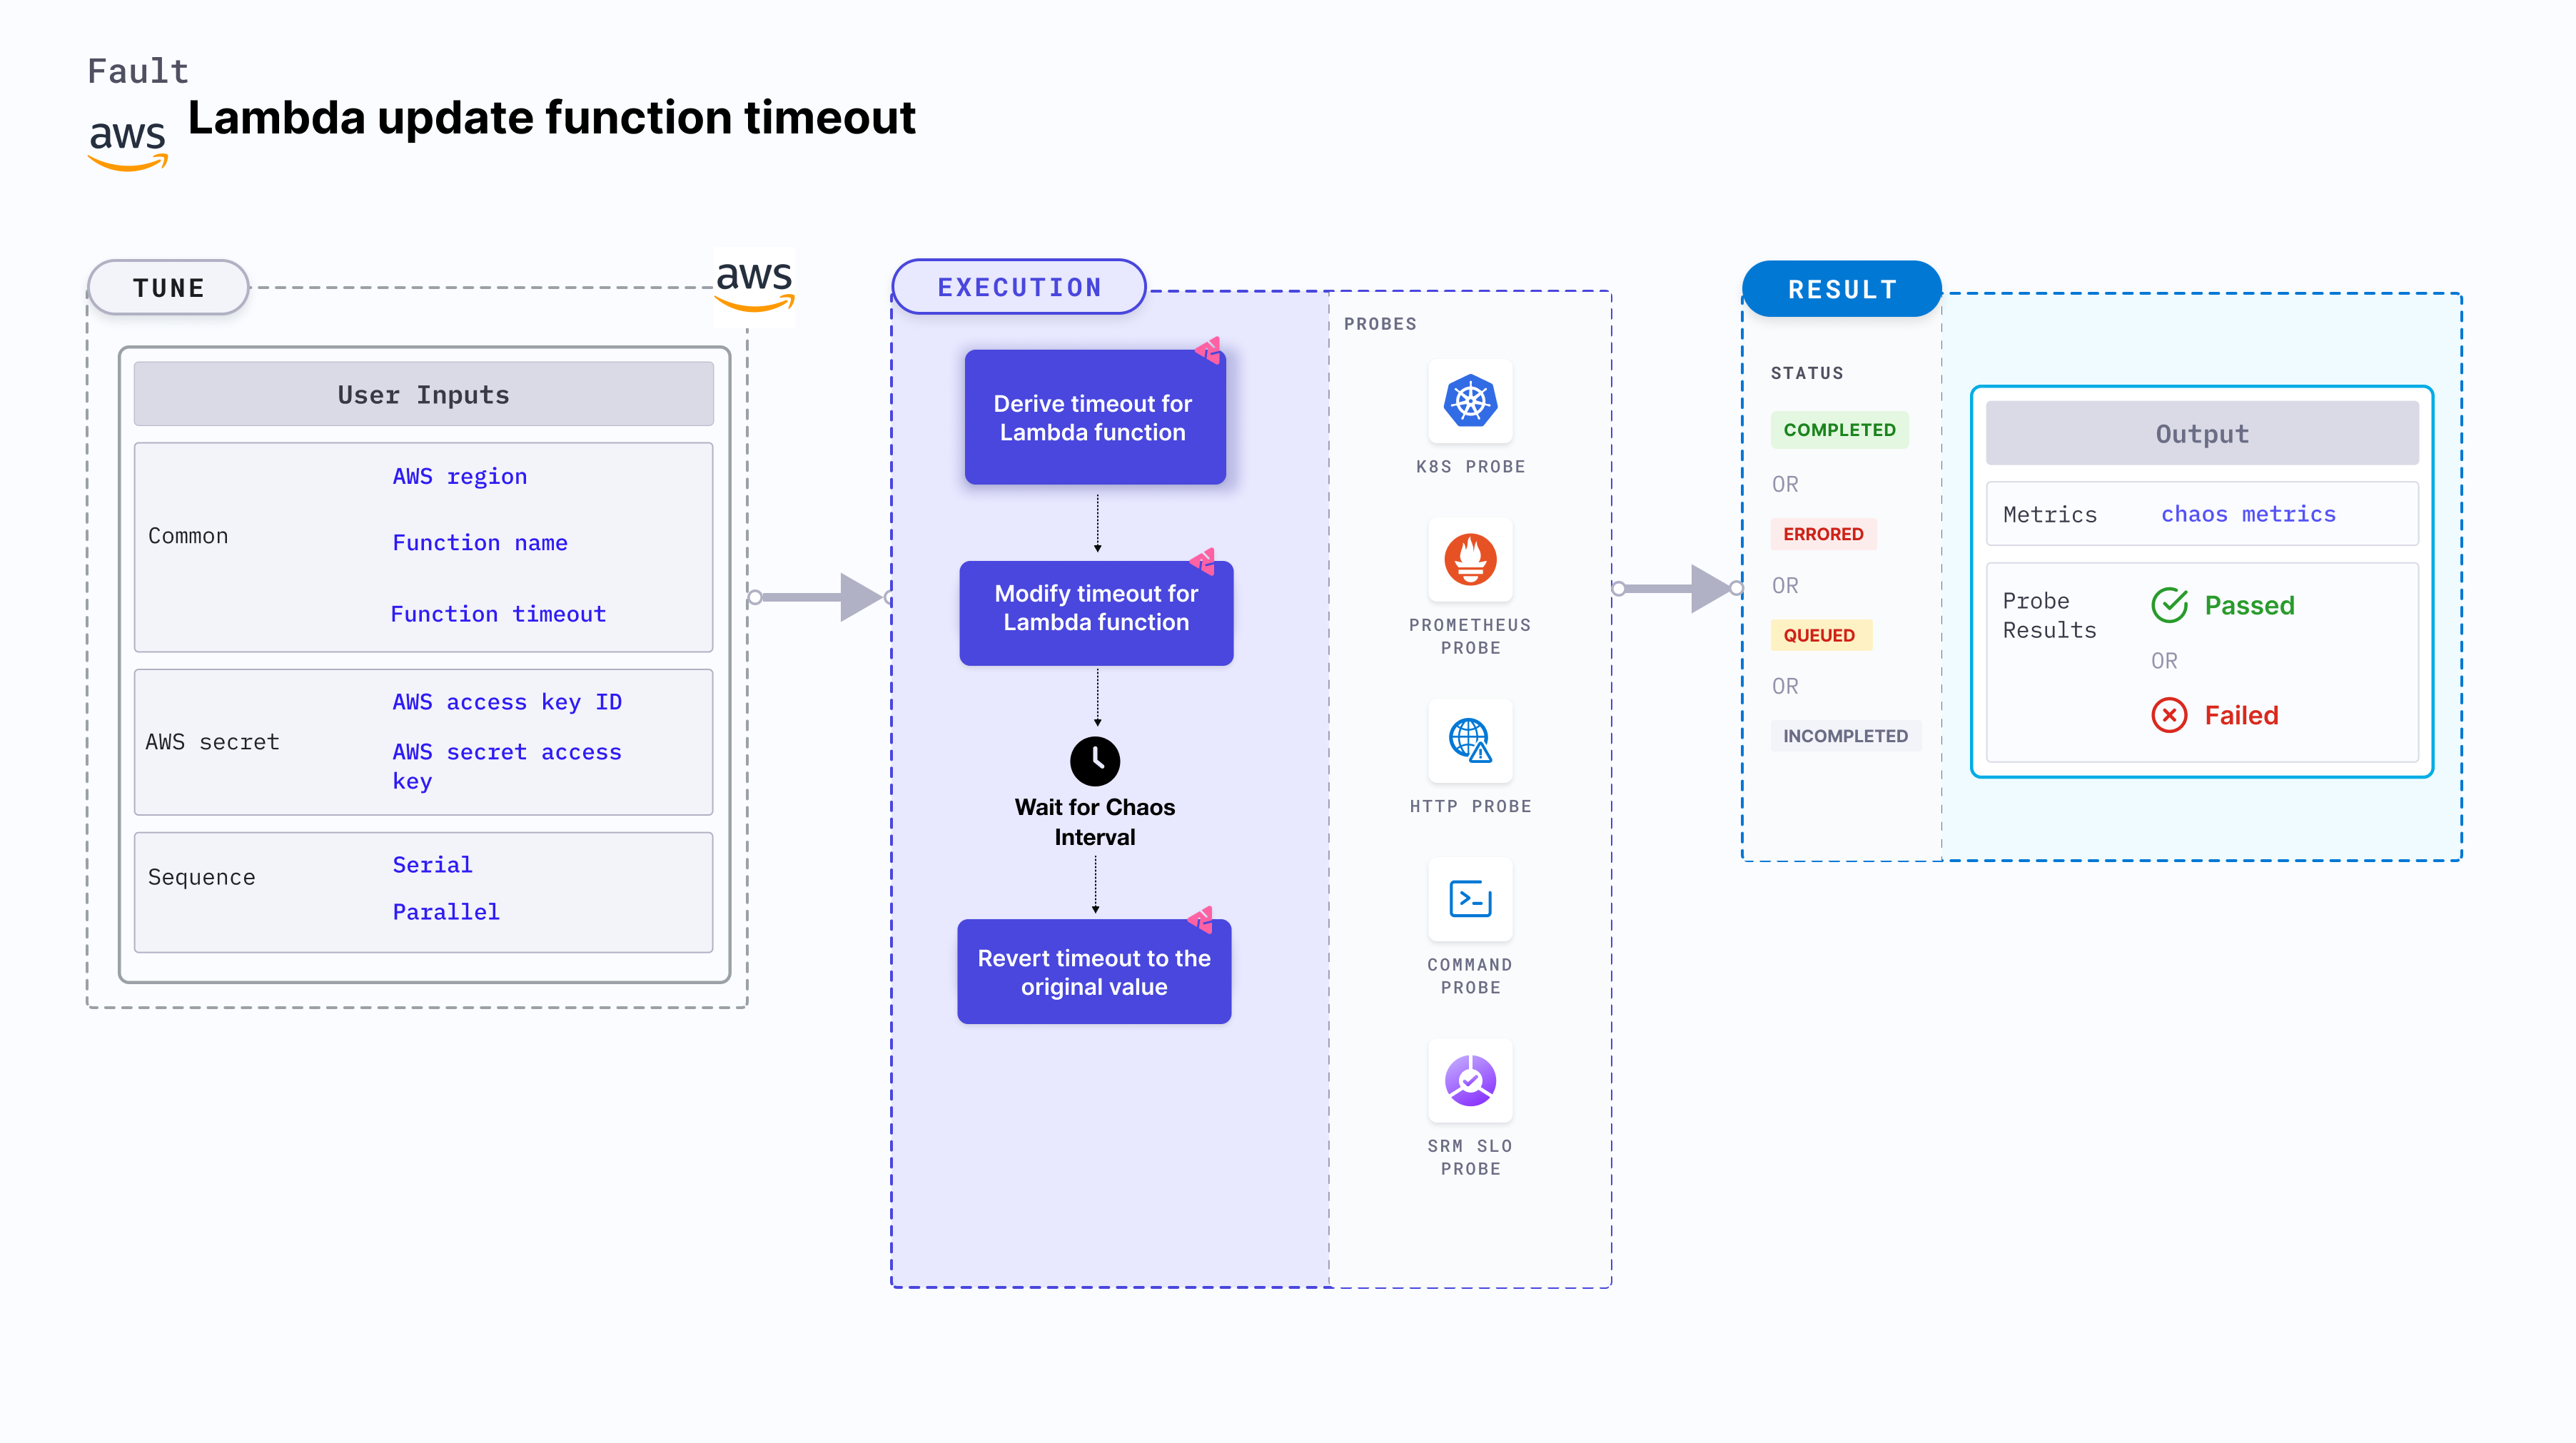 Fault
aws
Lambda update function timeout
TUNE
aws
User Inputs
Common
AWS region
Function name
Function timeout
AWS secret
AWS access key ID
AWS secret access
key
Sequence
Serial
Parallel
EXECUTION
Derive timeout for
Lambda function
Modify timeout for
Lambda function
Wait for Chaos
Interval
Revert timeout to the
original value
PROBES
K8S PROBE
PROMETHEUS
PROBE
HTTP PROBE
COMMAND
PROBE
SRM SLO
PROBE
RESULT
STATUS
COMPLETED
OR
ERRORED
OR
QUEUED
OR
INCOMPLETED
Output
Metrics
chaos metrics
Probe
Results
Passed
OR
Failed